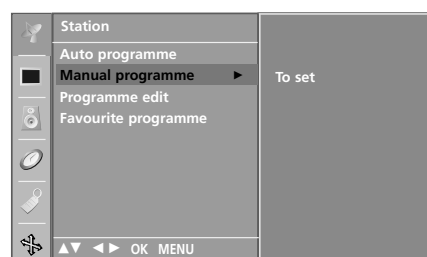 Station
Auto programme
Manual programme ►
To set
Programme edit
Favourite programme
▲▼ ◄► OK MENU